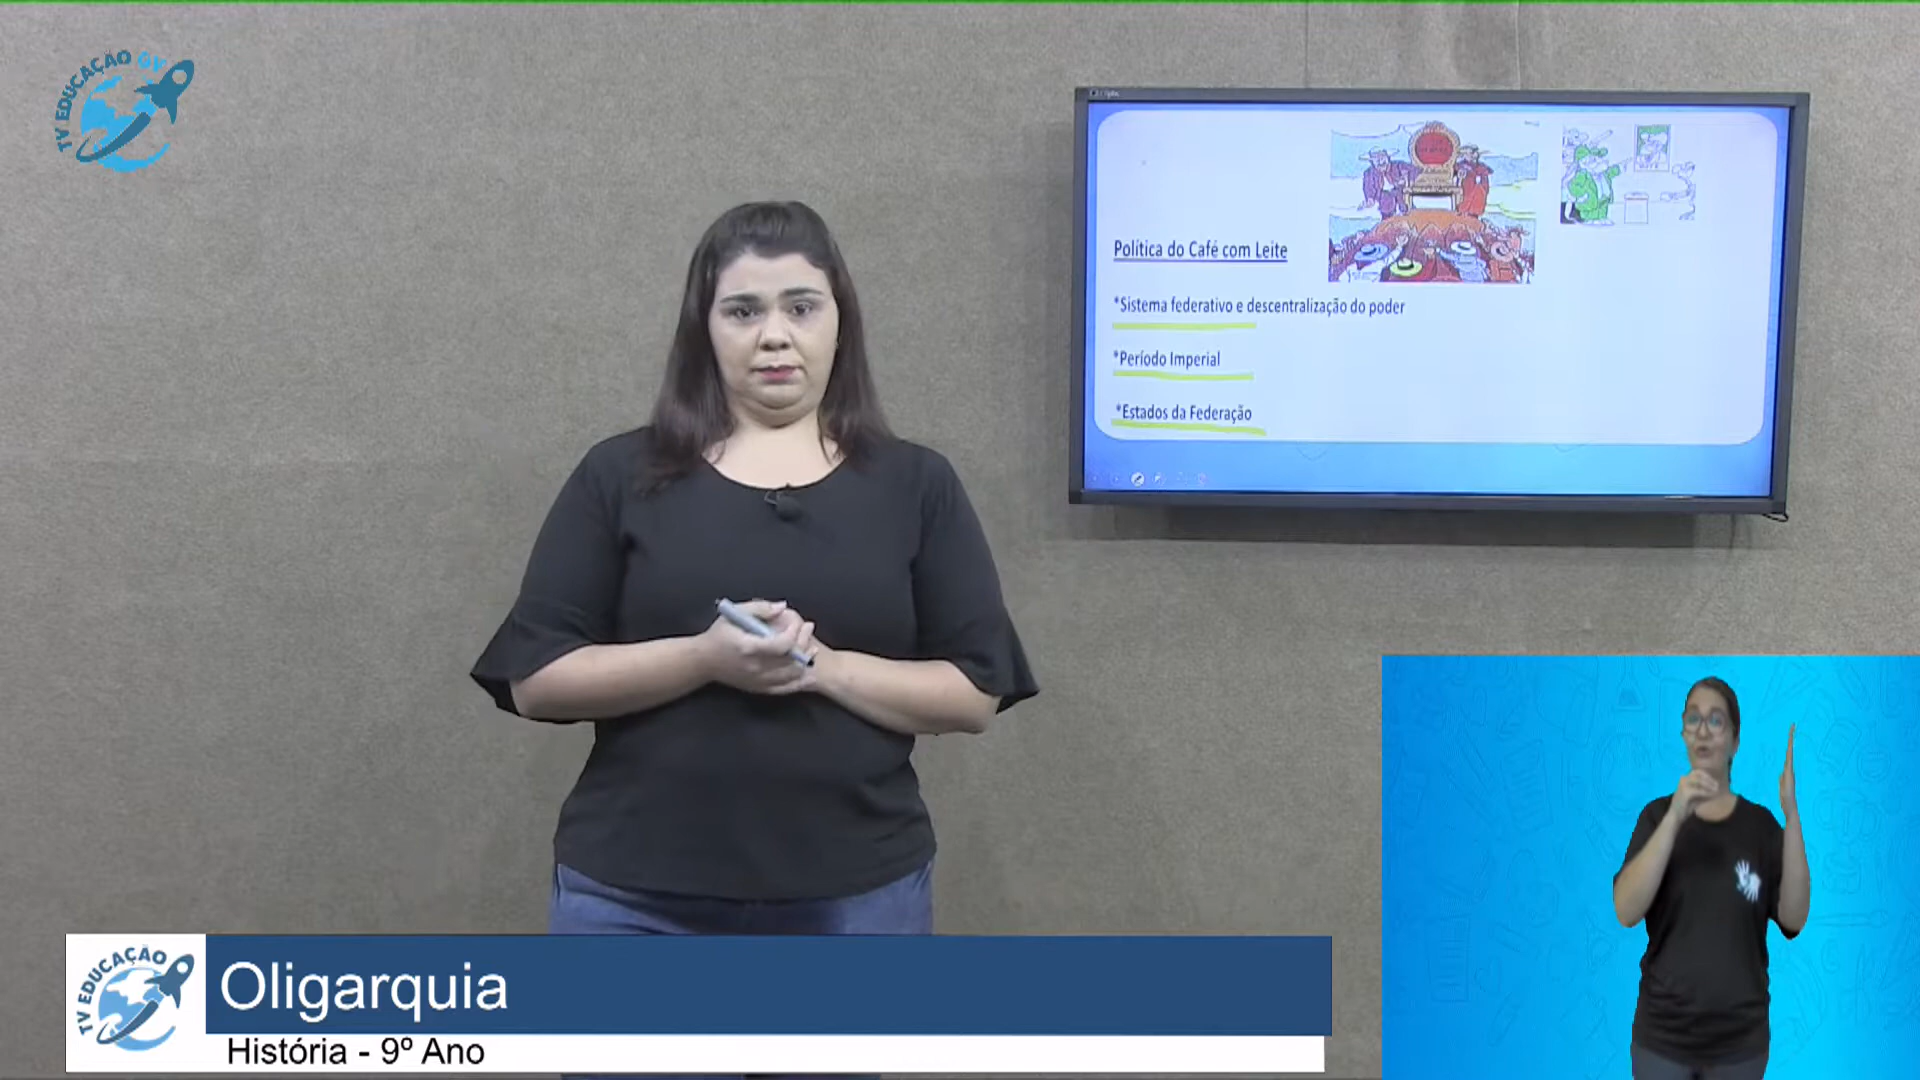 TV EDUCAÇÃO GV
Política do Café com Leite
*Sistema federativo e descentralização do poder
*Período Imperial
*Estados da Federação
TV EDUCAÇÃO
Oligarquia
História - 9º Ano